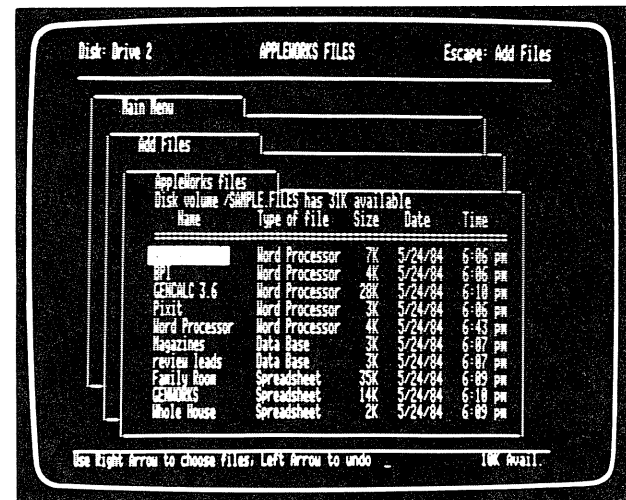 Disk: Drive 2 APPLEWORKS FILES Escape: Add Files
Main Menu
Add Files
AppleWorks files
Disk volume /SAMPLE.FILES has 31K available
Name Type of file Size Date Time
Word Processor 7K 5/24/84 6:06 pm
BPI Word Processor 4K 5/24/84 6:06 pm
GENCALC 3.6 Word Processor 28K 5/24/84 6:10 pm
Pixit Word Processor 3K 5/24/84 6:06 pm
Word Processor Word Processor 4K 5/24/84 6:43 pm
Magazines Data Base 3K 5/24/84 6:07 pm
review leads Data Base 3K 5/24/84 6:07 pm
Family Room Spreadsheet 35K 5/24/84 6:09 pm
GENWORKS Spreadsheet 14K 5/24/84 6:10 pm
Whole House Spreadsheet 2K 5/24/84 6:09 pm
Use Right Arrow to choose files; Left Arrow to undo _ 10K Avail.